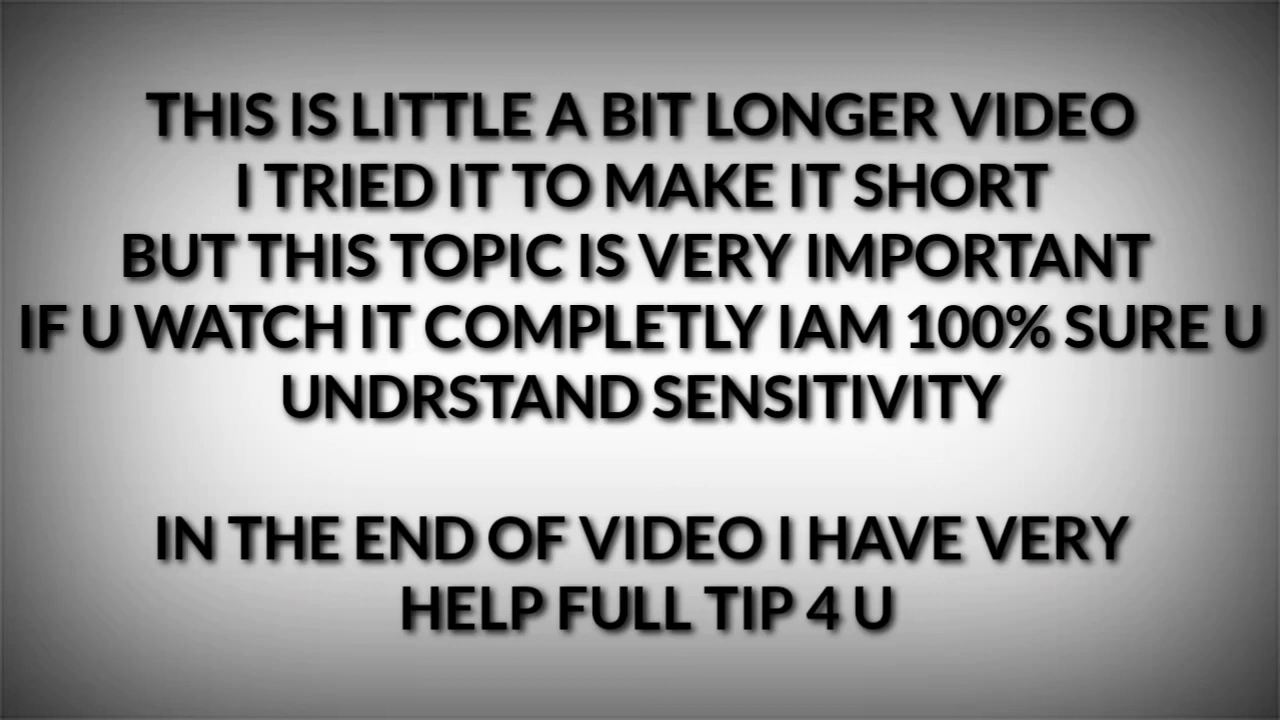 THIS IS LITTLE A BIT LONGER VIDEO
I TRIED IT TO MAKE IT SHORT
BUT THIS TOPIC IS VERY IMPORTANT
IF U WATCH IT COMPLETLY IAM 100% SURE U
UNDRSTAND SENSITIVITY
IN THE END OF VIDEO I HAVE VERY
HELP FULL TIP 4 U